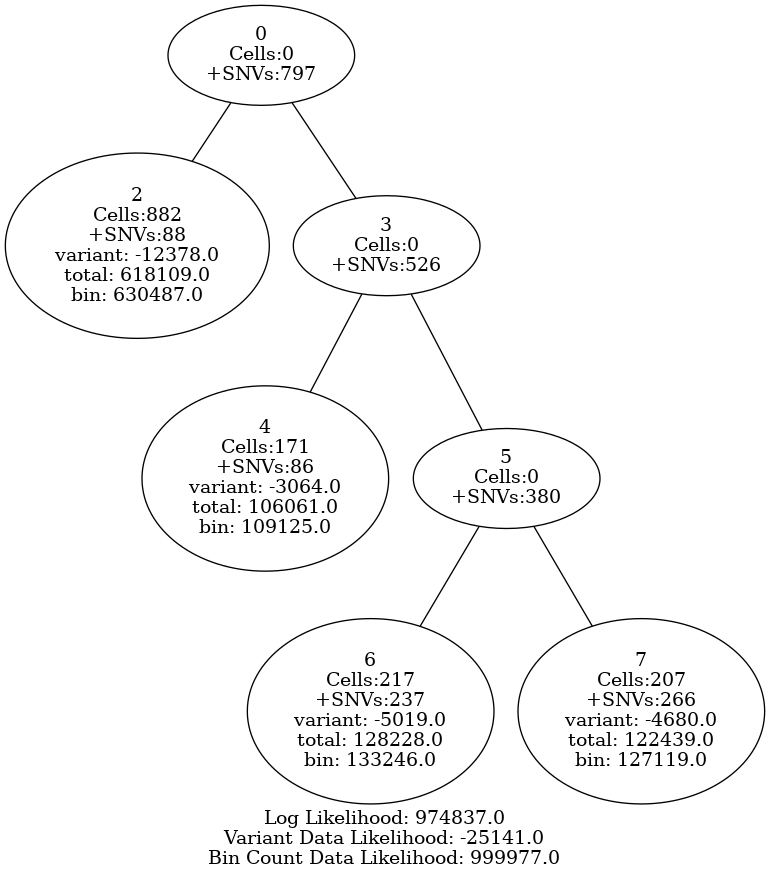 0
Cells:0
+SNVs:797
2
Cells:882
+SNVs:88
variant: -12378.0
total: 618109.0
bin: 630487.0
3
Cells:0
+SNVs:526
4
Cells:171
+SNVs:86
variant: -3064.0
total: 106061.0
bin: 109125.0
5
Cells:0
+SNVs:380
6
Cells:217
+SNVs:237
variant: -5019.0
total: 128228.0
bin: 133246.0
7
Cells:207
+SNVs:266
variant: -4680.0
total: 122439.0
bin: 127119.0
Log Likelihood: 974837.0
Variant Data Likelihood: -25141.0
Bin Count Data Likelihood: 999977.0